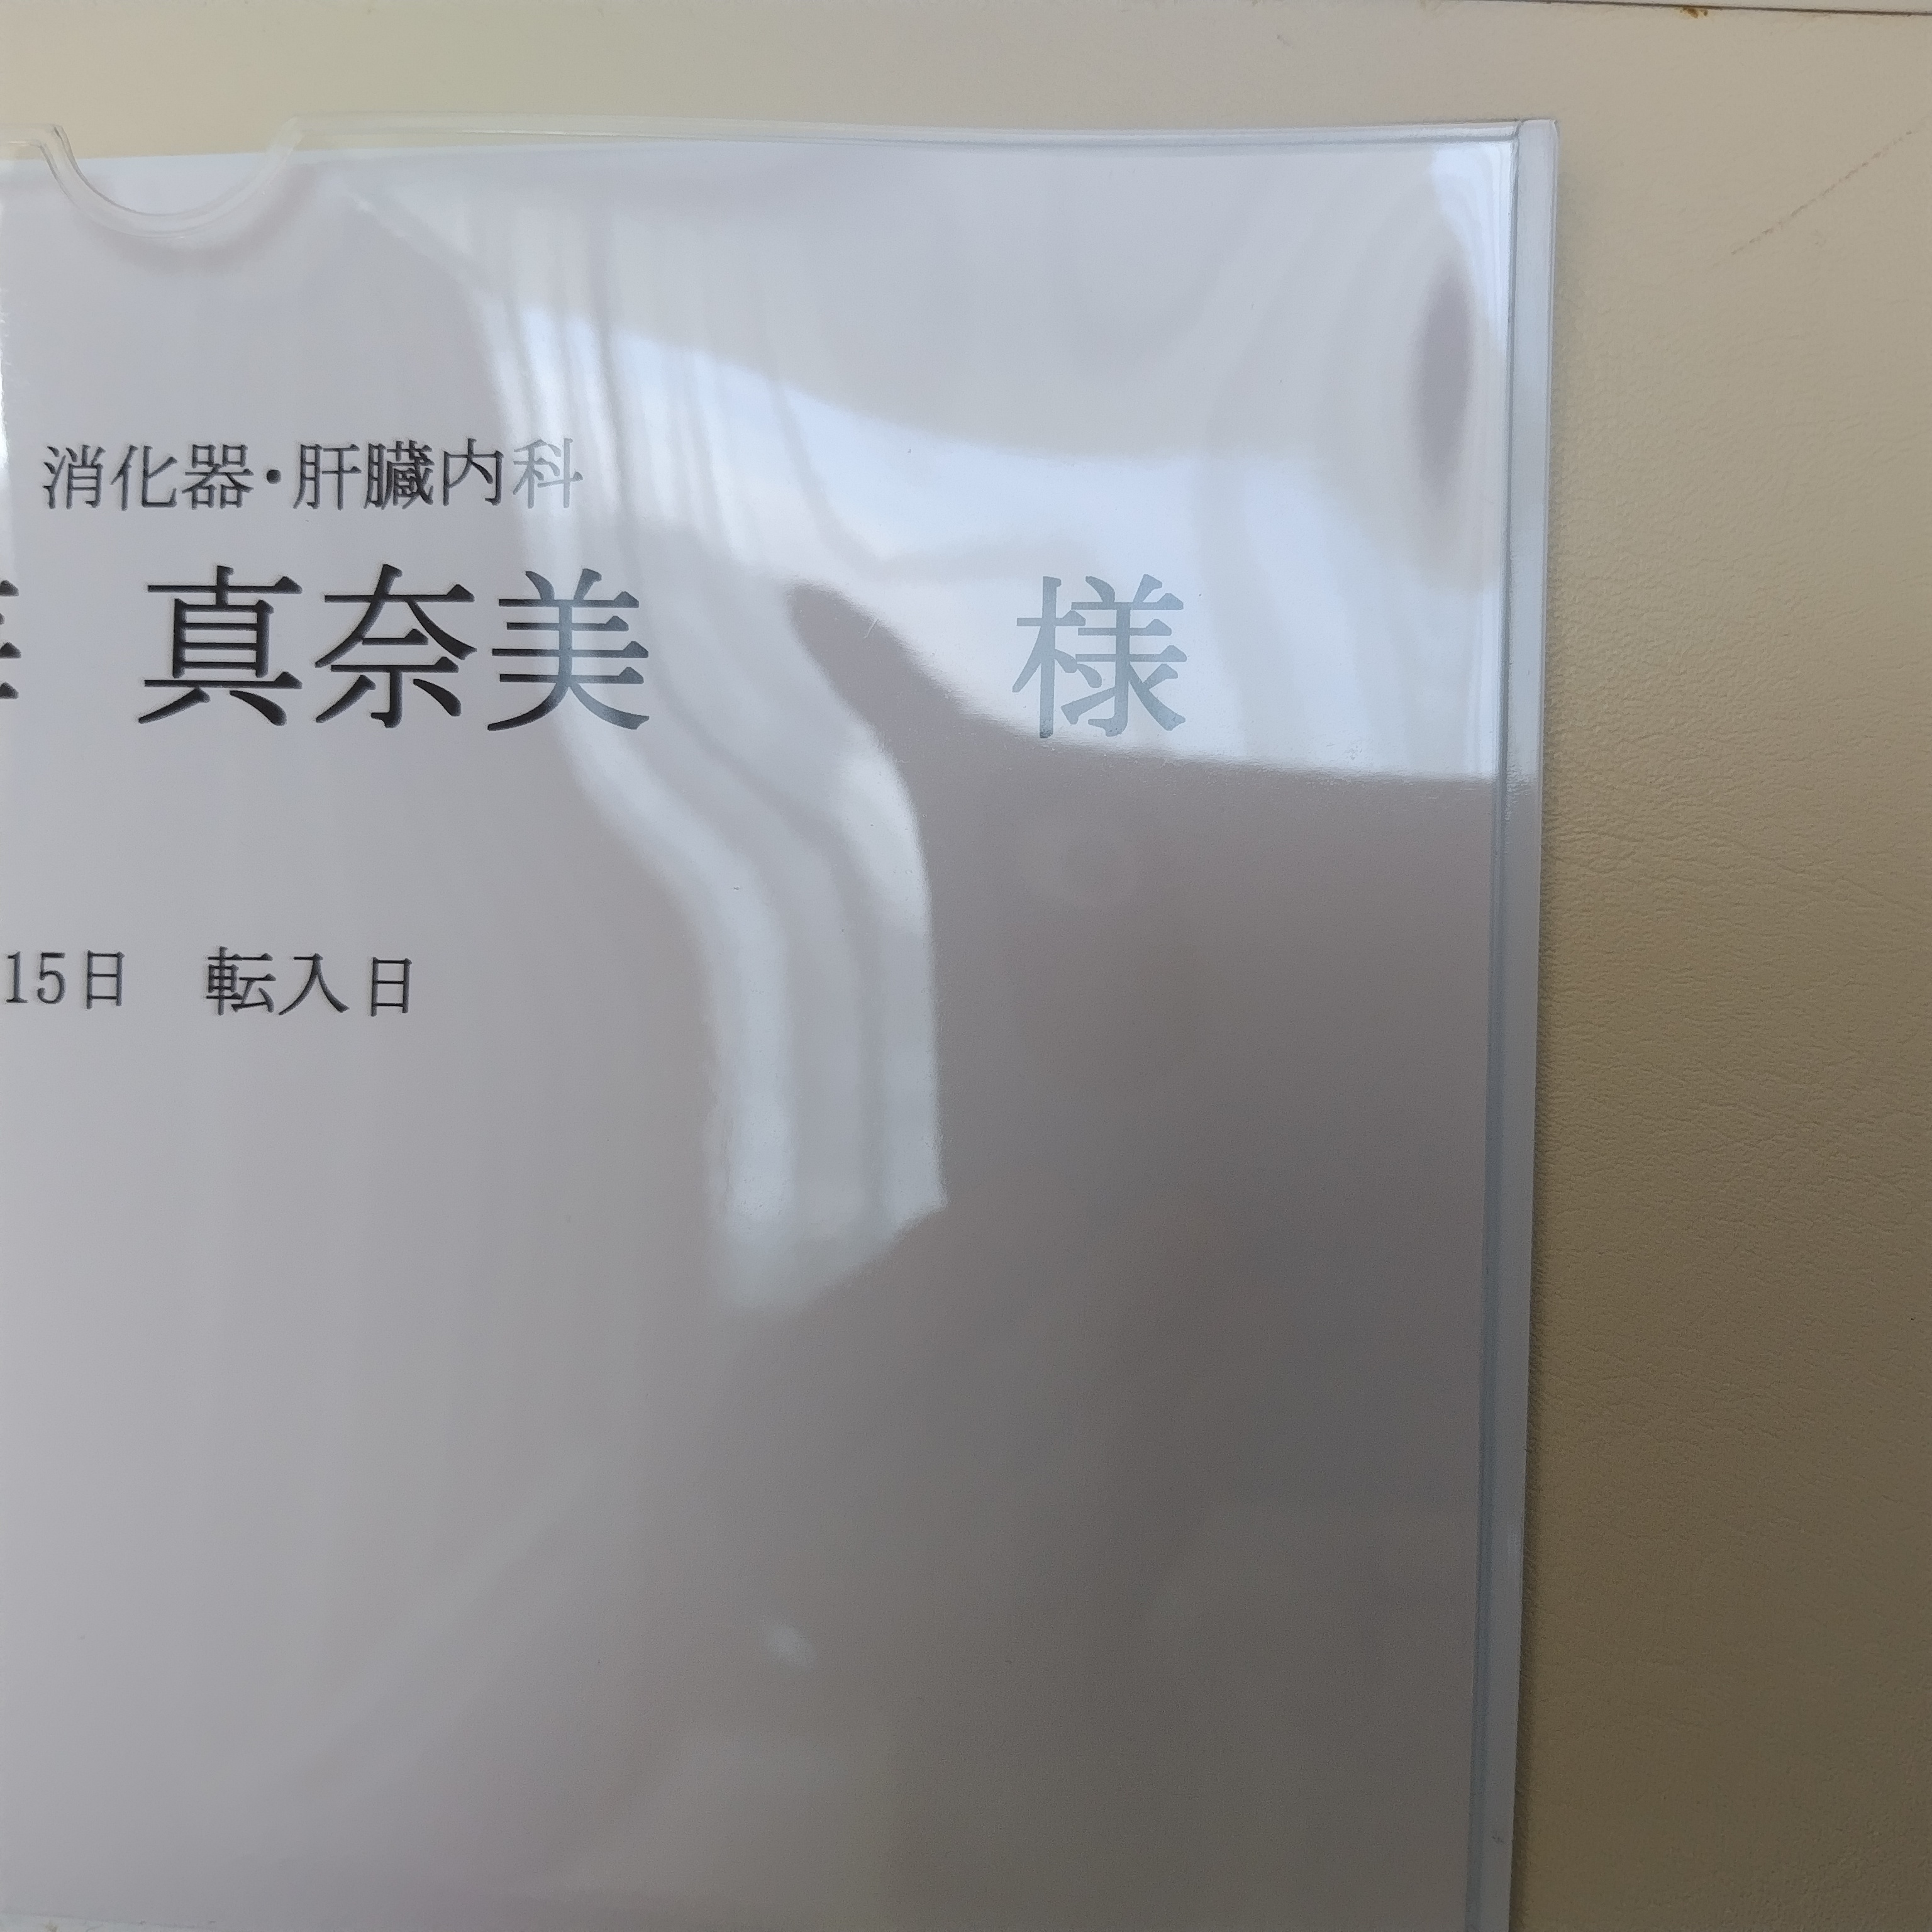 消化器・肝臓内科
真奈美 様
15日 転入日